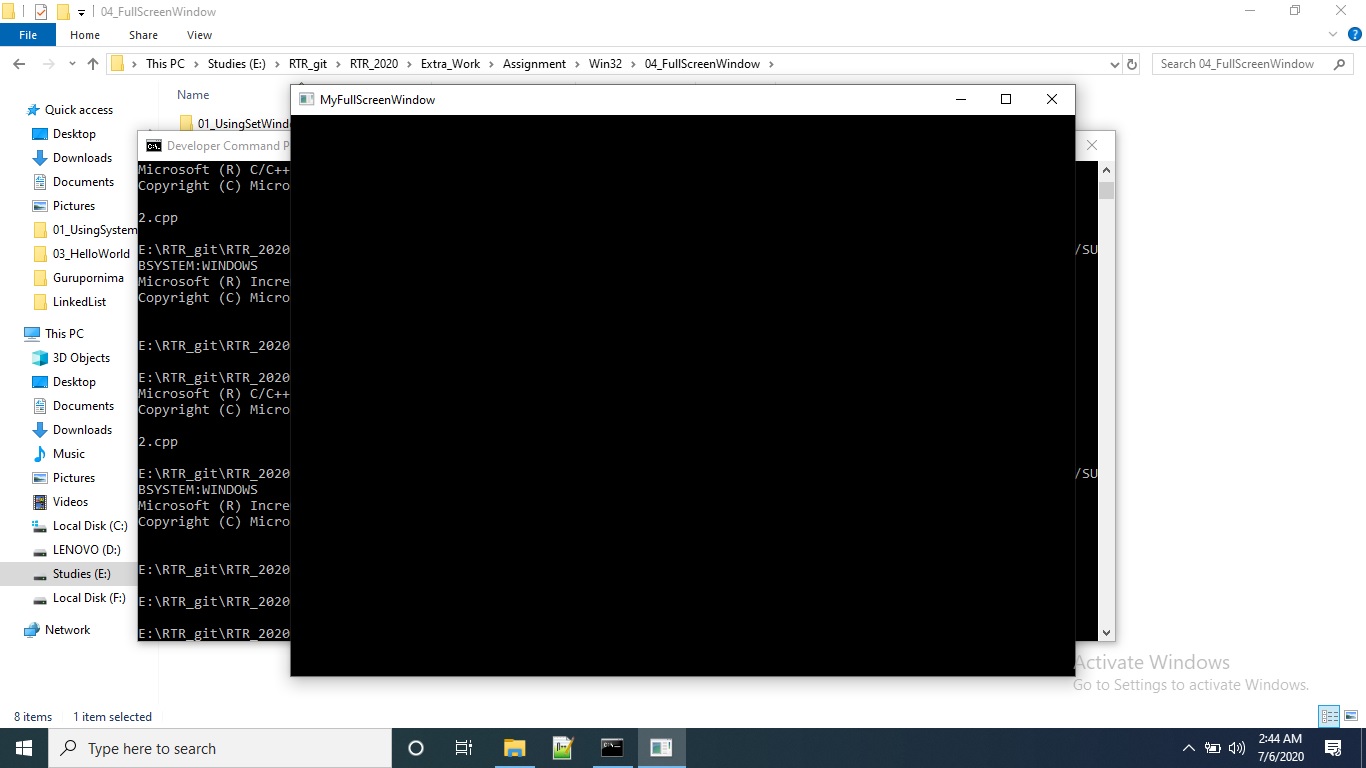 04_FullScreenWindow
File Home Share View
This PC Studies (E:) RTR_git RTR_2020 Extra_Work Assignment Win32 04_FullScreenWindow
Search 04_FullScreenWindow
Quick access
Desktop
Downloads
Documents
Pictures
01_UsingSystem
03_HelloWorld
Gurupornima
LinkedList
This PC
3D Objects
Desktop
Documents
Downloads
Music
Pictures
Videos
Local Disk (C:)
LENOVO (D:)
Studies (E:)
Local Disk (F:)
Network
Name
01_UsingSetWind
Developer Command P
Microsoft (R) C/C++
Copyright (C) Micro
2.cpp
E:\RTR_git\RTR_2020 /SU
BSYSTEM:WINDOWS
Microsoft (R) Incre
Copyright (C) Micro
E:\RTR_git\RTR_2020
E:\RTR_git\RTR_2020
Microsoft (R) C/C++
Copyright (C) Micro
2.cpp
E:\RTR_git\RTR_2020 /SU
BSYSTEM:WINDOWS
Microsoft (R) Incre
Copyright (C) Micro
E:\RTR_git\RTR_2020
E:\RTR_git\RTR_2020
E:\RTR_git\RTR_2020
MyFullScreenWindow
Activate Windows
Go to Settings to activate Windows.
8 items 1 item selected
Type here to search
2:44 AM
7/6/2020